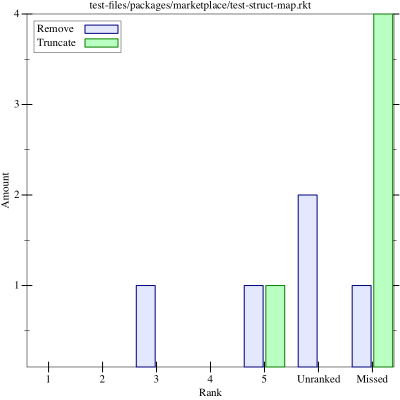 test-files/packages/marketplace/test-struct-map.rkt
Remove
Truncate
4
3
2
1
Amount
1 2 3 4 5 Unranked Missed
Rank